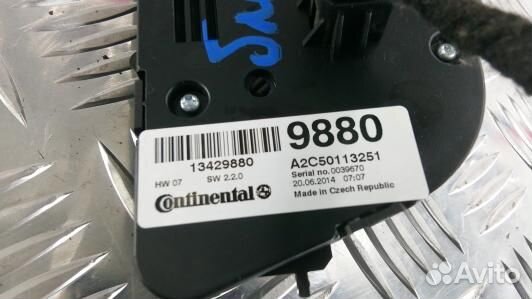 9880
13429880
A2C50113251
HW 07 SW 2.2.0
Serial no.0039670
20.06.2014 07:07
Continental
Made in Czech Republic
Avito